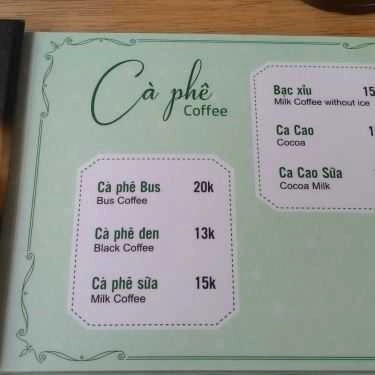 Cà phê
Coffee
Cà phê Bus 20k
Bus Coffee
Cà phê đen 13k
Black Coffee
Cà phê sữa 15k
Milk Coffee
Bạc xỉu
Milk Coffee without ice
Ca Cao
Cocoa
Ca Cao Sữa
Cocoa Milk